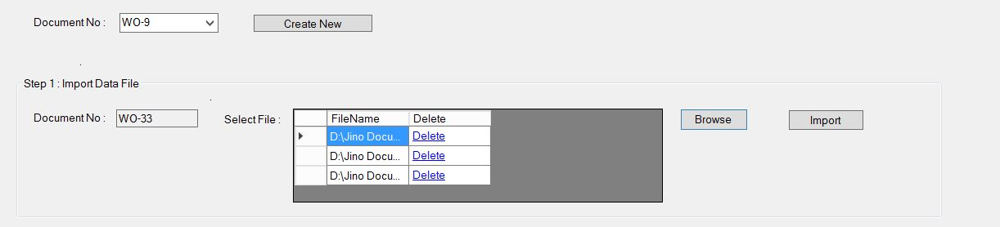 Document No : WO-9 Create New
Step 1 : Import Data File
Document No : WO-33 Select File : FileName Delete Browse Import
D:\Jino Docu... Delete
D:\Jino Docu... Delete
D:\Jino Docu... Delete